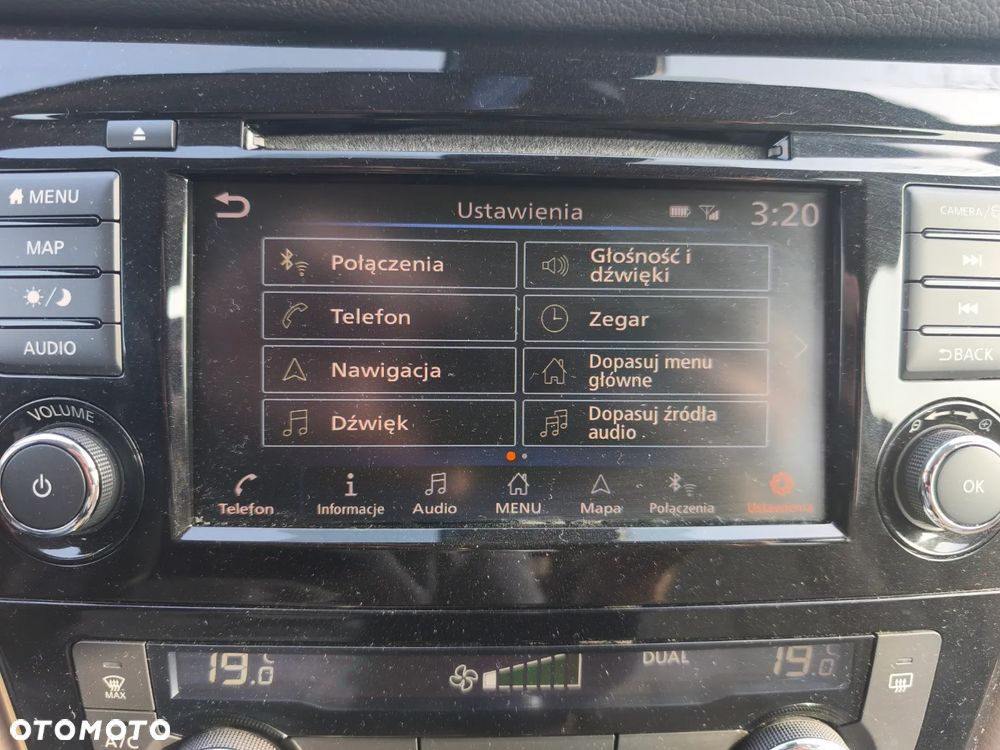 MENU
MAP
AUDIO
VOLUME
Ustawienia
3:20
Połączenia
Głośność i
dźwięki
Telefon
Zegar
Nawigacja
Dopasuj menu
główne
Dźwięk
Dopasuj źródła
audio
Telefon
Informacje
Audio
MENU
Mapa
Połączenia
Ustawienia
CAMERA/
BACK
OK
MAX
19.0°C
DUAL
19.0°C
A/C
OTOMOTO